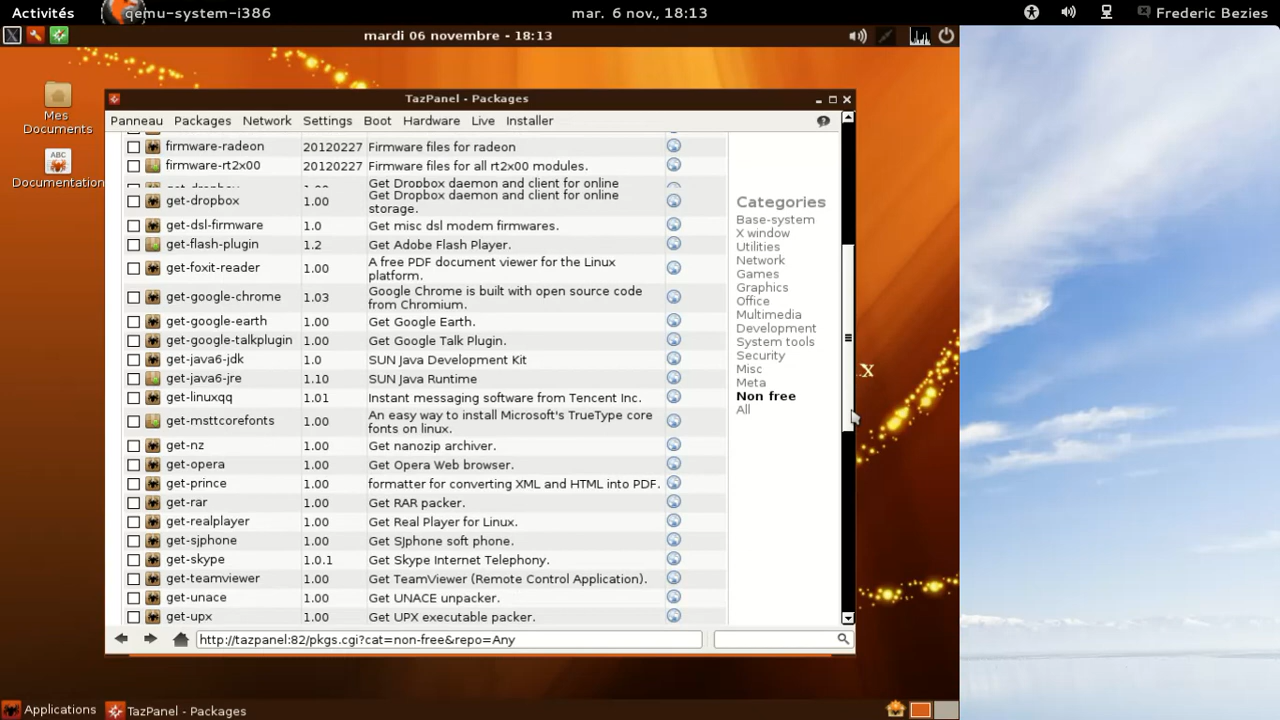 Activités qemu-system-i386 mar. 6 nov., 18:13 Frederic Bezies
mardi 06 novembre - 18:13
Mes
Documents
ABC
Documentation
TazPanel - Packages
Panneau Packages Network Settings Boot Hardware Live Installer
firmware-radeon 20120227 Firmware files for radeon
firmware-rt2x00 20120227 Firmware files for all rt2x00 modules.
get-dropbox 1.00 Get Dropbox daemon and client for online
Get Dropbox daemon and client for online
get-dropbox 1.00 storage.
get-dsl-firmware 1.0 Get misc dsl modem firmwares.
get-flash-plugin 1.2 Get Adobe Flash Player.
get-foxit-reader 1.00 A free PDF document viewer for the Linux
platform.
get-google-chrome 1.03 Google Chrome is built with open source code
from Chromium.
get-google-earth 1.00 Get Google Earth.
get-google-talkplugin 1.00 Get Google Talk Plugin.
get-java6-jdk 1.0 SUN Java Development Kit
get-java6-jre 1.10 SUN Java Runtime
get-linuxqq 1.01 Instant messaging software from Tencent Inc.
get-msttcorefonts 1.00 An easy way to install Microsoft's TrueType core
fonts on linux.
get-nz 1.00 Get nanozip archiver.
get-opera 1.00 Get Opera Web browser.
get-prince 1.00 formatter for converting XML and HTML into PDF.
get-rar 1.00 Get RAR packer.
get-realplayer 1.00 Get Real Player for Linux.
get-sjphone 1.00 Get SJphone soft phone.
get-skype 1.0.1 Get Skype Internet Telephony.
get-teamviewer 1.00 Get TeamViewer (Remote Control Application).
get-unace 1.00 Get UNACE unpacker.
get-upx 1.00 Get UPX executable packer.
Categories
Base-system
X window
Utilities
Network
Games
Graphics
Office
Multimedia
Development
System tools
Security
Misc
Meta
Non free
All
x
http://tazpanel:82/pkgs.cgi?cat=non-free&repo=Any
Applications TazPanel - Packages